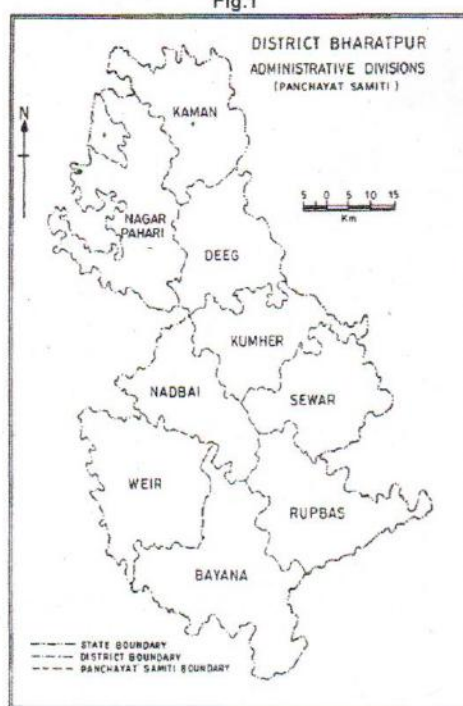 Fig.1
DISTRICT BHARATPUR
ADMINISTRATIVE DIVISIONS
(PANCHAYAT SAMITI)
N
KAMAN
5 0 5 10 15
Km
NAGAR
PAHARI
DEEG
KUMHER
NADBAI
SEWAR
WEIR
RUPBAS
BAYANA
STATE BOUNDARY
DISTRICT BOUNDARY
PANCHAYAT SAMITI BOUNDARY